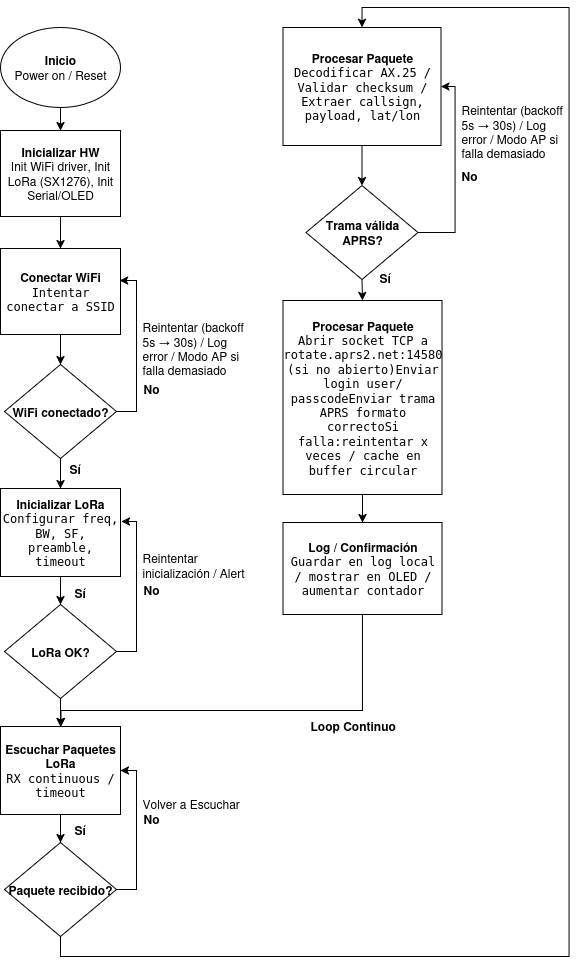 Inicio
Power on / Reset
Inicializar HW
Init WiFi driver, Init
LoRa (SX1276), Init
Serial/OLED
Conectar WiFi
Intentar
conectar a SSID
Reintentar (backoff
5s → 30s) / Log
error / Modo AP si
falla demasiado
No
WiFi conectado?
Sí
Inicializar LoRa
Configurar freq,
BW, SF,
preamble,
timeout
Reintentar
inicialización / Alert
No
Sí
LoRa OK?
Escuchar Paquetes
LoRa
RX continuous /
timeout
Volver a Escuchar
No
Sí
Paquete recibido?
Procesar Paquete
Decodificar AX.25 /
Validar checksum /
Extraer callsign,
payload, lat/lon
Reintentar (backoff
5s → 30s) / Log
error / Modo AP si
falla demasiado
No
Trama válida
APRS?
Sí
Procesar Paquete
Abrir socket TCP a
rotate.aprs2.net:14580
(si no abierto)Enviar
login user/
passcodeEnviar trama
APRS formato
correctoSi
falla:reintentar x
veces / cache en
buffer circular
Log / Confirmación
Guardar en log local
/ mostrar en OLED /
aumentar contador
Loop Continuo